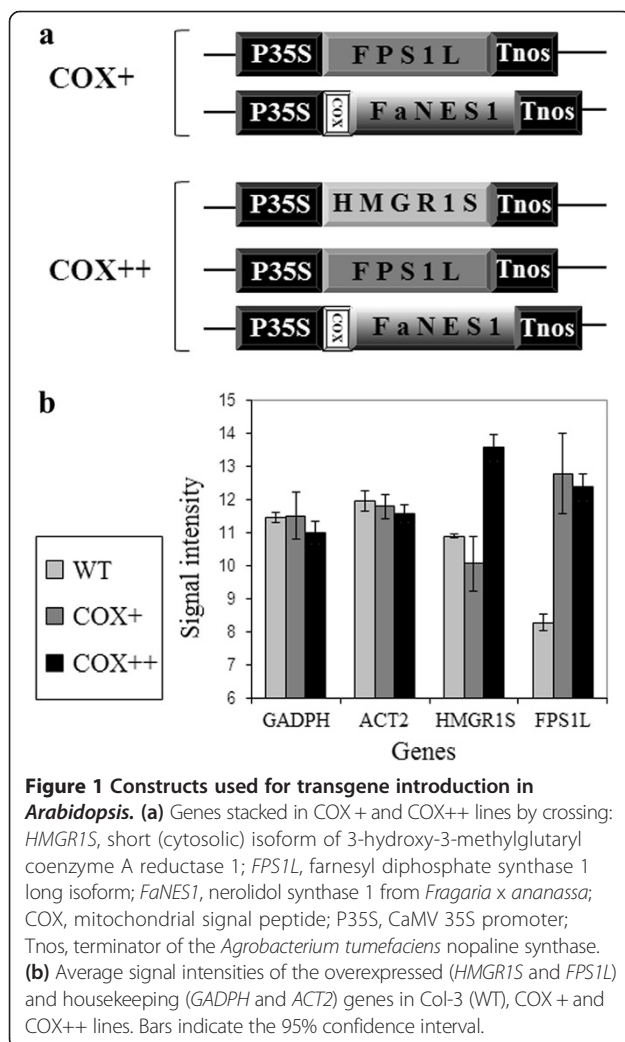 a
COX+
P35S FPS1L Tnos
P35S COX FaNES1 Tnos
COX++
P35S HMGR1S Tnos
P35S FPS1L Tnos
P35S COX FaNES1 Tnos
b
WT
COX+
COX++
Signal intensity
15
14
13
12
11
10
9
8
7
6
GADPH ACT2 HMGR1S FPS1L
Genes
Figure 1 Constructs used for transgene introduction in
Arabidopsis. (a) Genes stacked in COX + and COX++ lines by crossing:
HMGR1S, short (cytosolic) isoform of 3-hydroxy-3-methylglutaryl
coenzyme A reductase 1; FPS1L, farnesyl diphosphate synthase 1
long isoform; FaNES1, nerolidol synthase 1 from Fragaria x ananassa;
COX, mitochondrial signal peptide; P35S, CaMV 35S promoter;
Tnos, terminator of the Agrobacterium tumefaciens nopaline synthase.
(b) Average signal intensities of the overexpressed (HMGR1S and FPS1L)
and housekeeping (GADPH and ACT2) genes in Col-3 (WT), COX + and
COX++ lines. Bars indicate the 95% confidence interval.